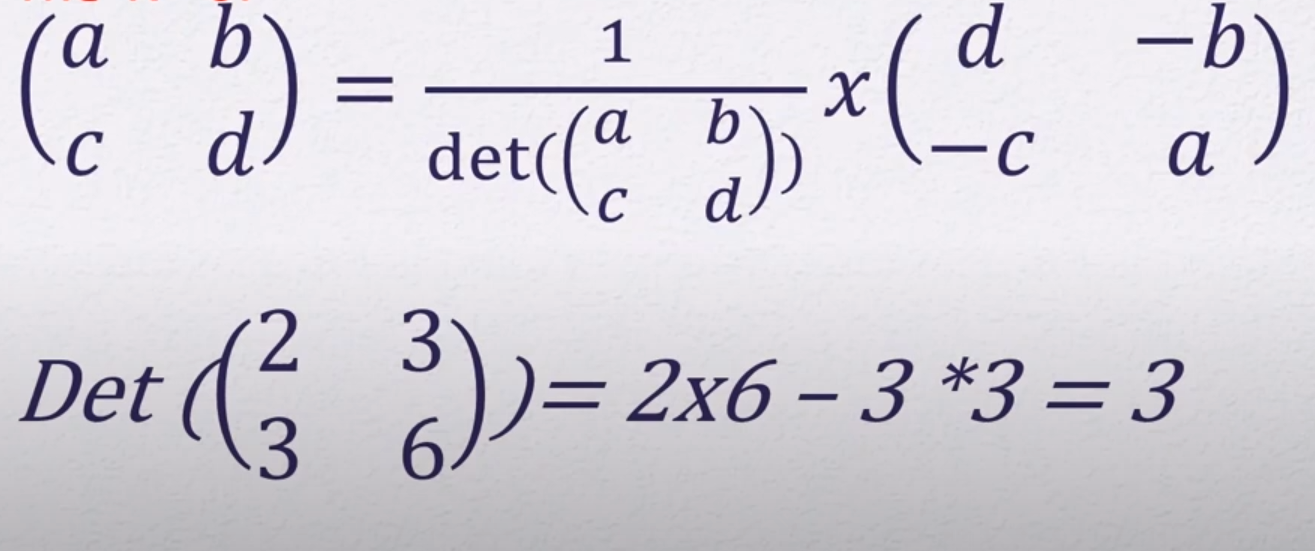 (a b
c d) = 1 / det((a b
c d)) x (d −b
−c a)
Det ((2 3
3 6)) = 2x6 – 3 *3 = 3